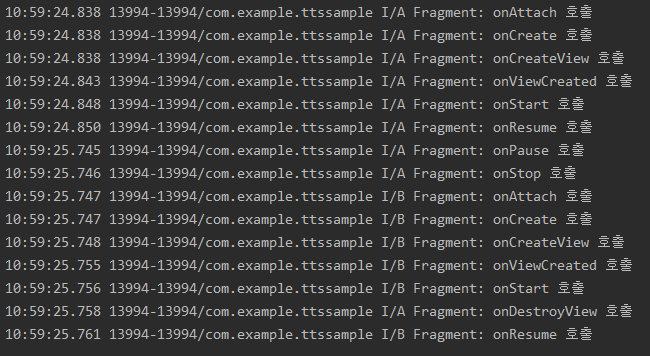 10:59:24.838 13994-13994/com.example.ttssample I/A Fragment: onAttach 호출
10:59:24.838 13994-13994/com.example.ttssample I/A Fragment: onCreate 호출
10:59:24.838 13994-13994/com.example.ttssample I/A Fragment: onCreateView 호출
10:59:24.843 13994-13994/com.example.ttssample I/A Fragment: onViewCreated 호출
10:59:24.848 13994-13994/com.example.ttssample I/A Fragment: onStart 호출
10:59:24.850 13994-13994/com.example.ttssample I/A Fragment: onResume 호출
10:59:25.745 13994-13994/com.example.ttssample I/A Fragment: onPause 호출
10:59:25.746 13994-13994/com.example.ttssample I/A Fragment: onStop 호출
10:59:25.747 13994-13994/com.example.ttssample I/B Fragment: onAttach 호출
10:59:25.747 13994-13994/com.example.ttssample I/B Fragment: onCreate 호출
10:59:25.748 13994-13994/com.example.ttssample I/B Fragment: onCreateView 호출
10:59:25.755 13994-13994/com.example.ttssample I/B Fragment: onViewCreated 호출
10:59:25.756 13994-13994/com.example.ttssample I/B Fragment: onStart 호출
10:59:25.758 13994-13994/com.example.ttssample I/A Fragment: onDestroyView 호출
10:59:25.761 13994-13994/com.example.ttssample I/B Fragment: onResume 호출